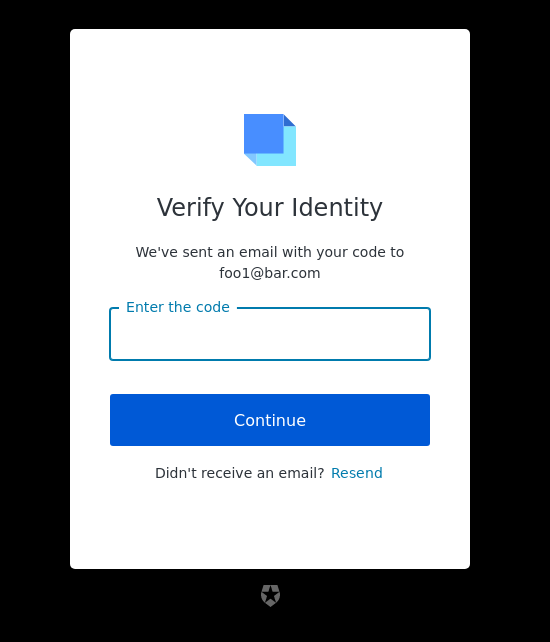 Verify Your Identity
We've sent an email with your code to
foo1@bar.com
Enter the code
Continue
Didn't receive an email? Resend